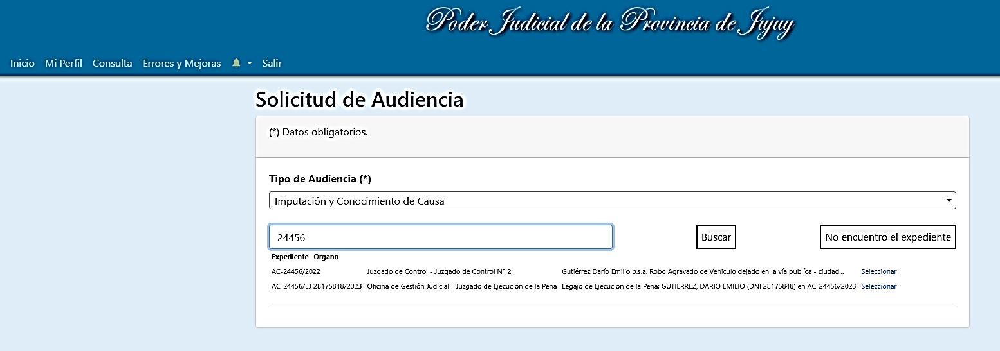 Poder Judicial de la Provincia de Jujuy
Inicio Mi Perfil Consulta Errores y Mejoras Salir
Solicitud de Audiencia
(*) Datos obligatorios.
Tipo de Audiencia (*)
Imputación y Conocimiento de Causa
24456 Buscar No encuentro el expediente
Expediente Organo
AC-24456/2022 Juzgado de Control - Juzgado de Control Nº 2 Gutiérrez Darío Emilio p.s.a. Robo Agravado de Vehiculo dejado en la vía publíca - ciudad... Seleccionar
AC-24456/EJ 28175848/2023 Oficina de Gestión Judicial - Juzgado de Ejecución de la Pena Legajo de Ejecucion de la Pena: GUTIERREZ, DARIO EMILIO (DNI 28175848) en AC-24456/2023 Seleccionar